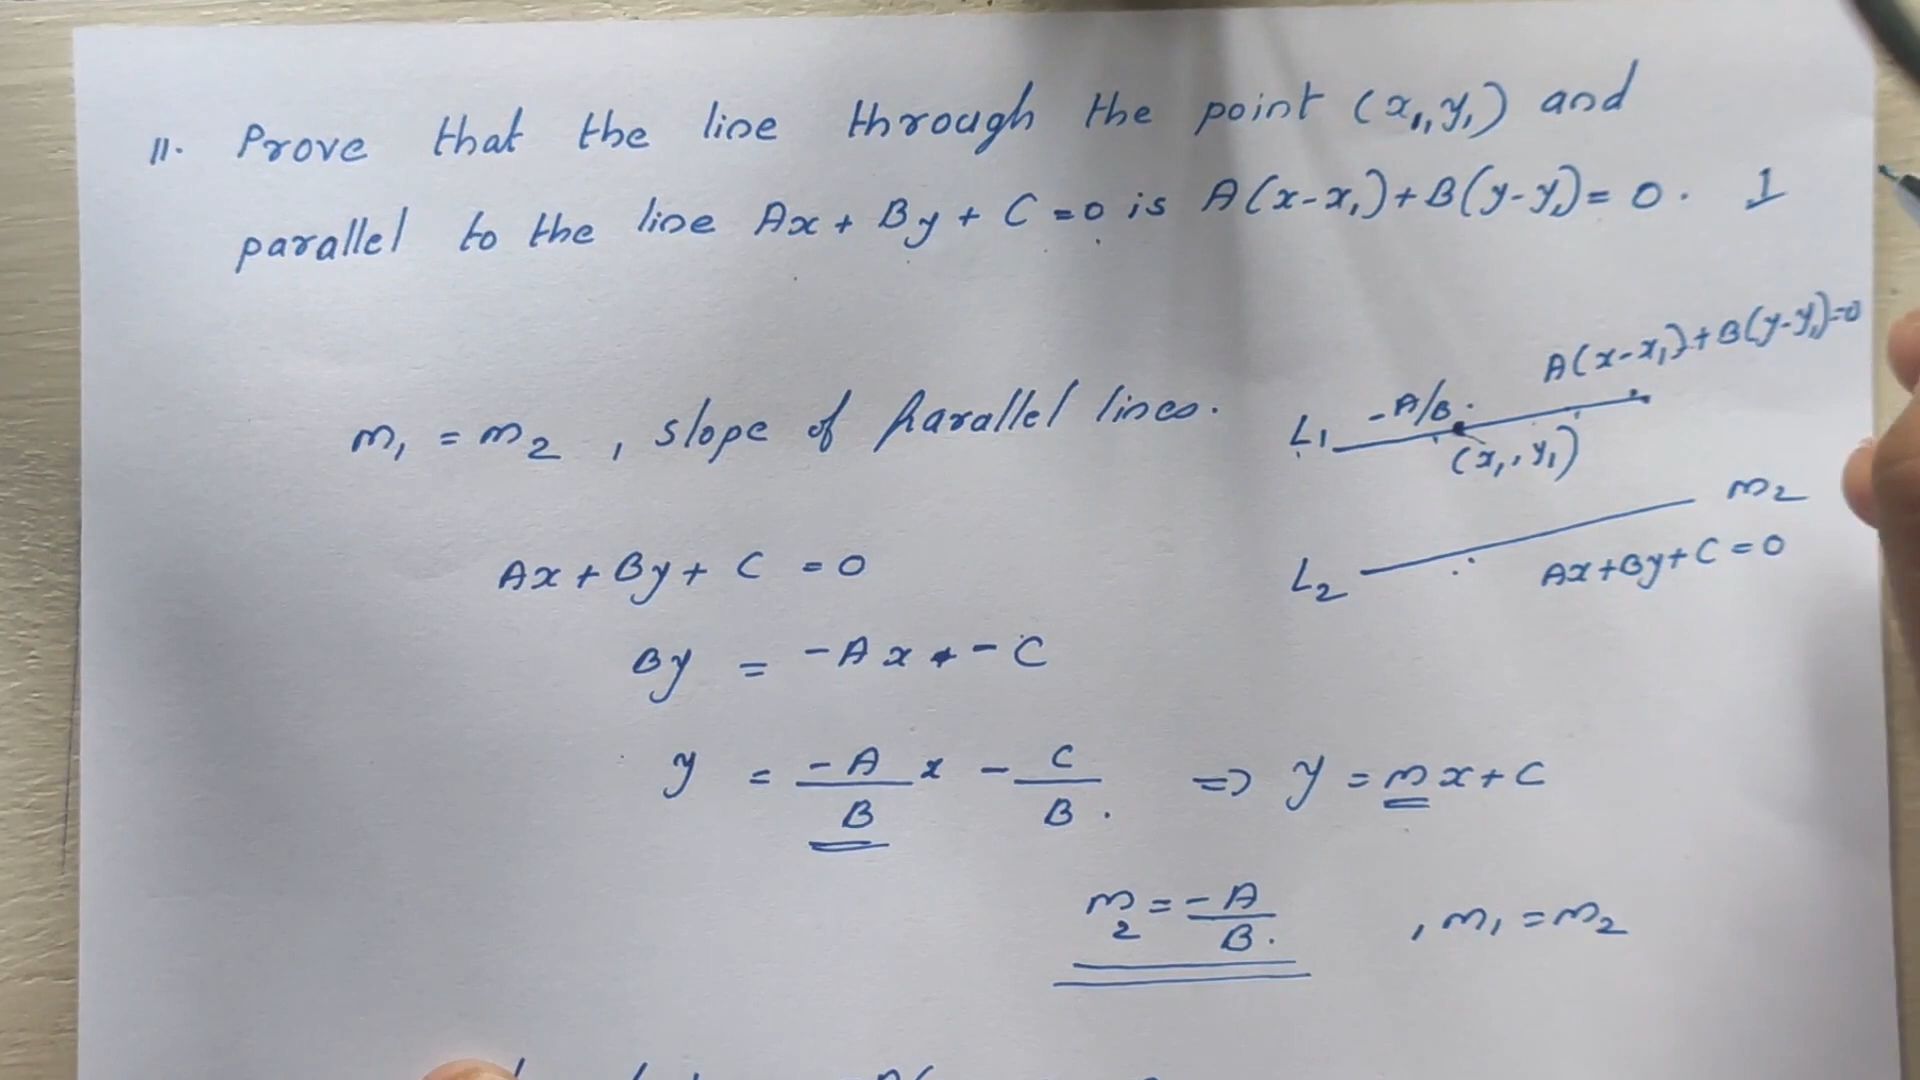 11. Prove that the line through the point (x₁, y₁) and
parallel to the line Ax + By + C = 0 is A(x-x₁)+B(y-y₁)= 0. I
m₁ = m₂ , slope of parallel lines.
A(x-x₁)+B(y-y₁)=0
L₁ -A/B.
(x₁, y₁)
m₂
L₂ Ax+By+C=0
Ax + By + C = 0
By = -Ax - C
y = -A/B x - C/B. => y = mx+C
m₂ = -A/B. , m₁ = m₂